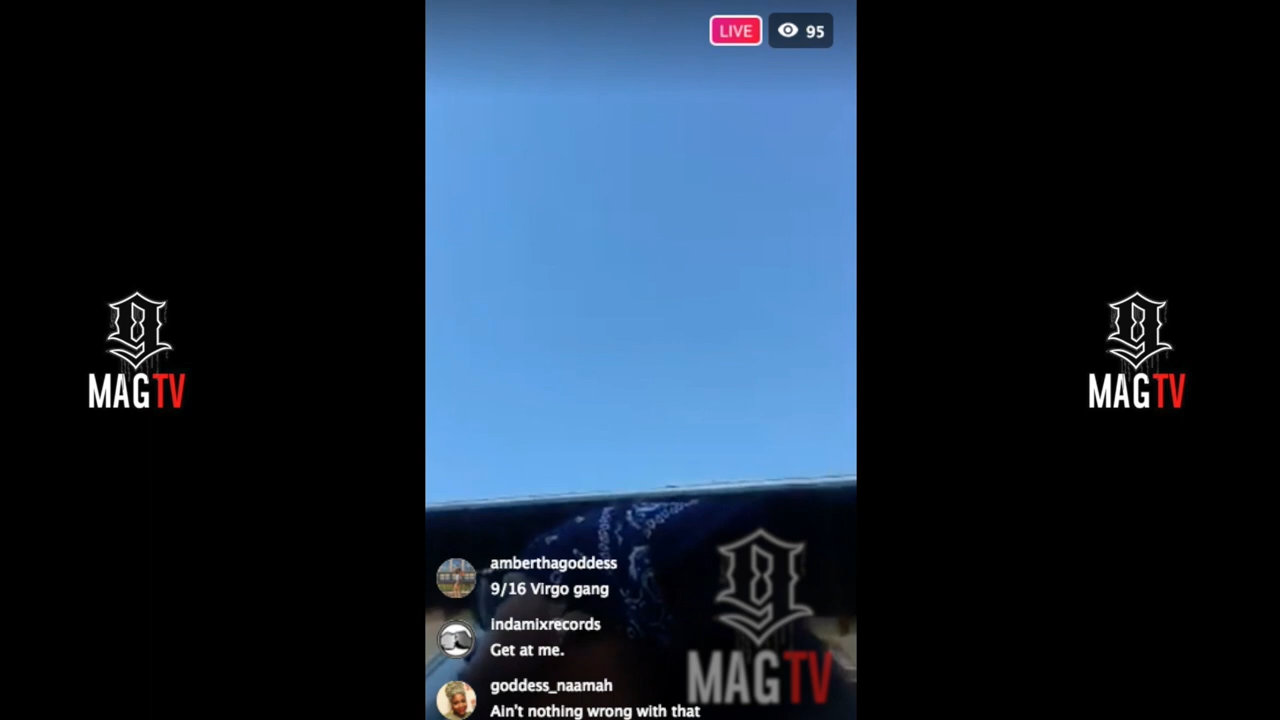 LIVE 95
MAGTV
MAGTV
amberthagoddess
9/16 Virgo gang
indamixrecords
Get at me.
goddess_naamah
Ain't nothing wrong with that
MAGTV